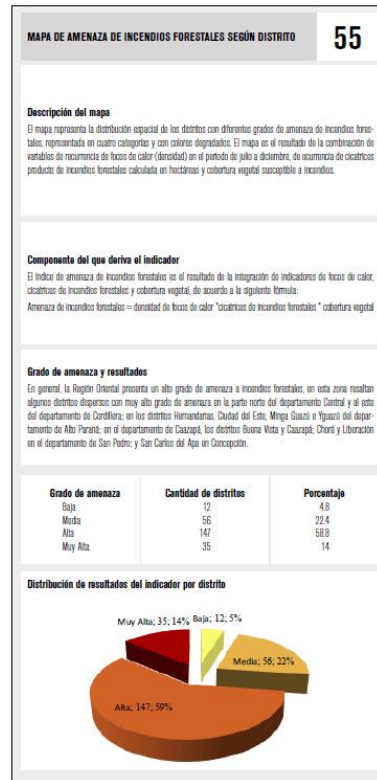 MAPA DE AMENAZA DE INCENDIOS FORESTALES SEGÚN DISTRITO 55
Descripción del mapa
El mapa representa la distribución espacial de los distritos con diferentes grados de amenaza de incendios fores-
tales, representada en cuatro categorías y con colores degradados. El mapa es el resultado de la combinación de
variables de recurrencia de focos de calor (densidad) en el periodo de julio a diciembre, de ocurrencia de cicatrices
producto de incendios forestales calculada en hectáreas y cobertura vegetal susceptible a incendios.
Componente del que deriva el indicador
El índice de amenaza de incendios forestales es el resultado de la integración de indicadores de focos de calor,
cicatrices de incendios forestales y cobertura vegetal, de acuerdo a la siguiente fórmula:
Amenaza de incendios forestales = densidad de focos de calor *cicatrices de incendios forestales * cobertura vegetal
Grado de amenaza y resultados
En general, la Región Oriental presenta un alto grado de amenaza a incendios forestales, en esta zona resaltan
algunos distritos dispersos con muy alto grado de amenaza en la parte norte del departamento Central y al este
del departamento de Cordillera; en los distritos Hernandarias, Ciudad del Este, Minga Guazú e Yguazú del depar-
tamento de Alto Paraná; en el departamento de Caazapá, los distritos Buena Vista y Caazapá; Choré y Liberación
en el departamento de San Pedro; y San Carlos del Apa en Concepción.
Grado de amenaza Cantidad de distritos Porcentaje
Baja 12 4.8
Media 56 22.4
Alta 147 58.8
Muy Alta 35 14
Distribución de resultados del indicador por distrito
Muy Alta; 35; 14% Baja; 12; 5%
Media; 56; 22%
Alta; 147; 59%